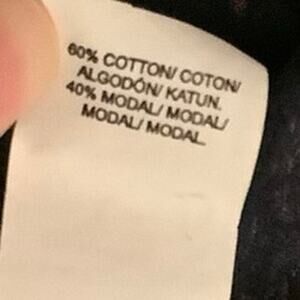 60% COTTON/ COTON/
ALGODÓN/ KATUN.
40% MODAL/ MODAL/
MODAL/ MODAL